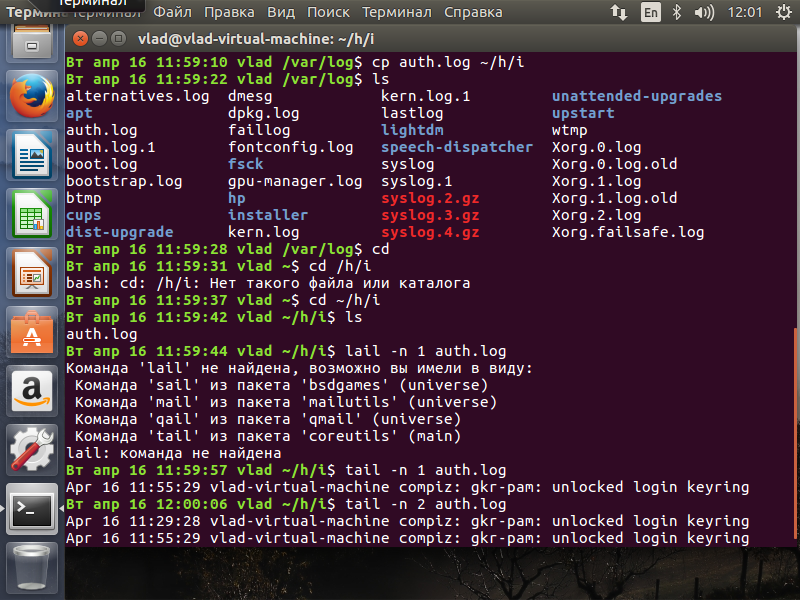 Терминал
Термин Терминал Файл Правка Вид Поиск Терминал Справка En 12:01
vlad@vlad-virtual-machine: ~/h/i
Вт апр 16 11:59:10 vlad /var/log$ cp auth.log ~/h/i
Вт апр 16 11:59:22 vlad /var/log$ ls
alternatives.log dmesg kern.log.1 unattended-upgrades
apt dpkg.log lastlog upstart
auth.log faillog lightdm wtmp
auth.log.1 fontconfig.log speech-dispatcher Xorg.0.log
boot.log fsck syslog Xorg.0.log.old
bootstrap.log gpu-manager.log syslog.1 Xorg.1.log
btmp hp syslog.2.gz Xorg.1.log.old
cups installer syslog.3.gz Xorg.2.log
dist-upgrade kern.log syslog.4.gz Xorg.failsafe.log
Вт апр 16 11:59:28 vlad /var/log$ cd
Вт апр 16 11:59:31 vlad ~$ cd /h/i
bash: cd: /h/i: Нет такого файла или каталога
Вт апр 16 11:59:37 vlad ~$ cd ~/h/i
Вт апр 16 11:59:42 vlad ~/h/i$ ls
auth.log
Вт апр 16 11:59:44 vlad ~/h/i$ lail -n 1 auth.log
Команда 'lail' не найдена, возможно вы имели в виду:
Команда 'sail' из пакета 'bsdgames' (universe)
Команда 'mail' из пакета 'mailutils' (universe)
Команда 'qail' из пакета 'qmail' (universe)
Команда 'tail' из пакета 'coreutils' (main)
lail: команда не найдена
Вт апр 16 11:59:57 vlad ~/h/i$ tail -n 1 auth.log
Apr 16 11:55:29 vlad-virtual-machine compiz: gkr-pam: unlocked login keyring
Вт апр 16 12:00:06 vlad ~/h/i$ tail -n 2 auth.log
Apr 16 11:29:28 vlad-virtual-machine compiz: gkr-pam: unlocked login keyring
Apr 16 11:55:29 vlad-virtual-machine compiz: gkr-pam: unlocked login keyring